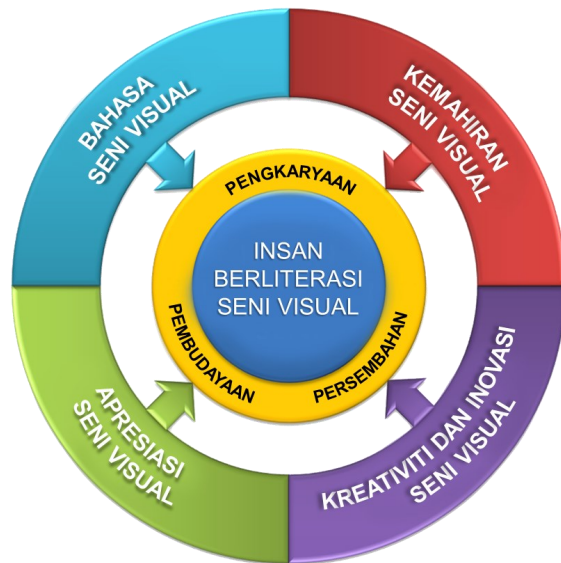 BAHASA
SENI VISUAL
KEMAHIRAN
SENI VISUAL
PENGKARYAAN
INSAN
BERLITERASI
SENI VISUAL
PEMBUDAYAAN
PERSEMBAHAN
APRESIASI
SENI VISUAL
KREATIVITI DAN INOVASI
SENI VISUAL